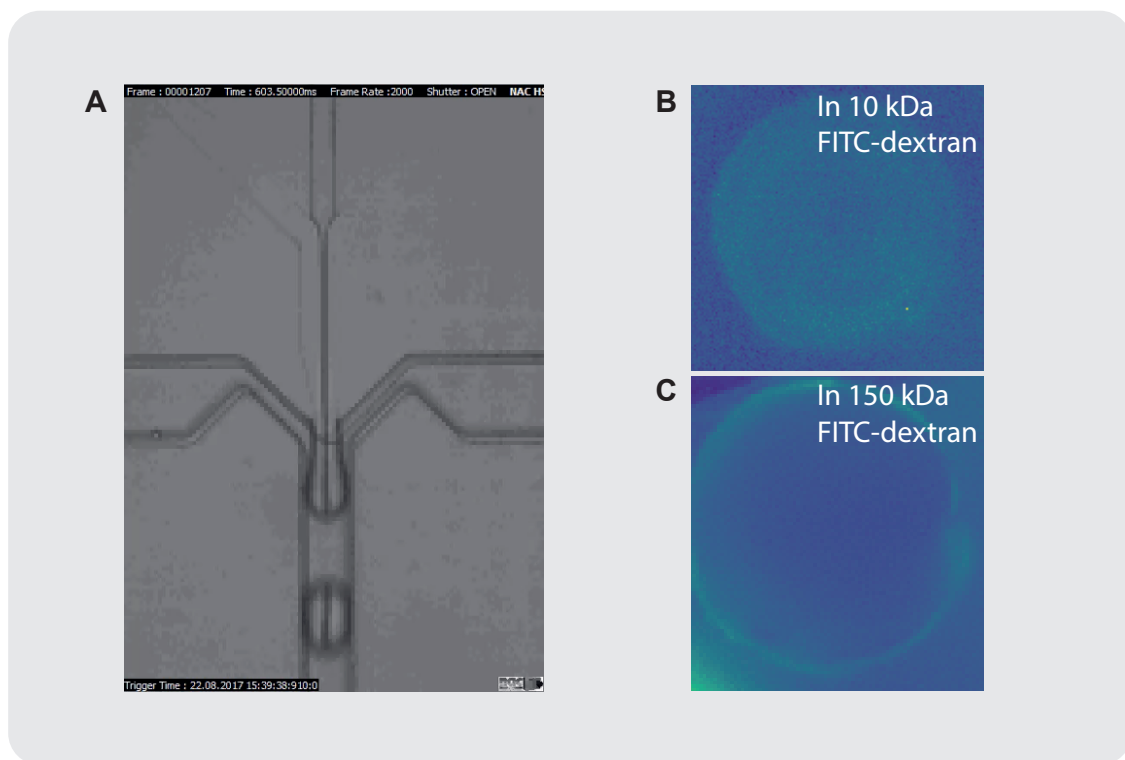 A
Frame : 00001207 Time : 603.50000ms Frame Rate :2000 Shutter : OPEN NAC
Trigger Time : 22.08.2017 15:39:38:910:0
B
In 10 kDa
FITC-dextran
C
In 150 kDa
FITC-dextran